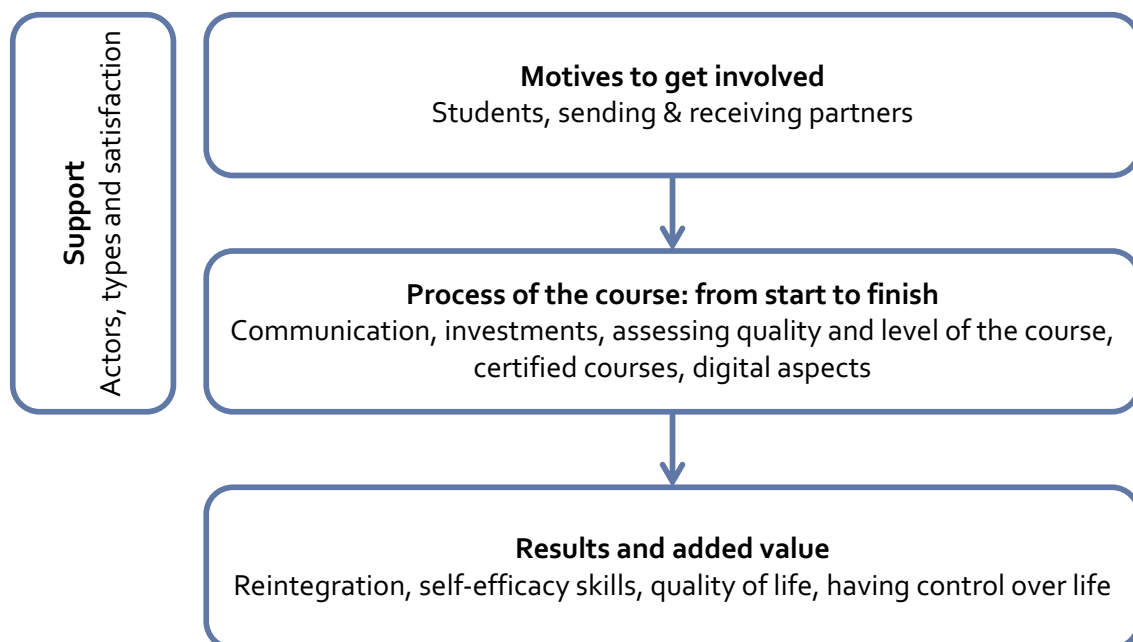 Support
Actors, types and satisfaction
Motives to get involved
Students, sending & receiving partners
Process of the course: from start to finish
Communication, investments, assessing quality and level of the course,
certified courses, digital aspects
Results and added value
Reintegration, self-efficacy skills, quality of life, having control over life